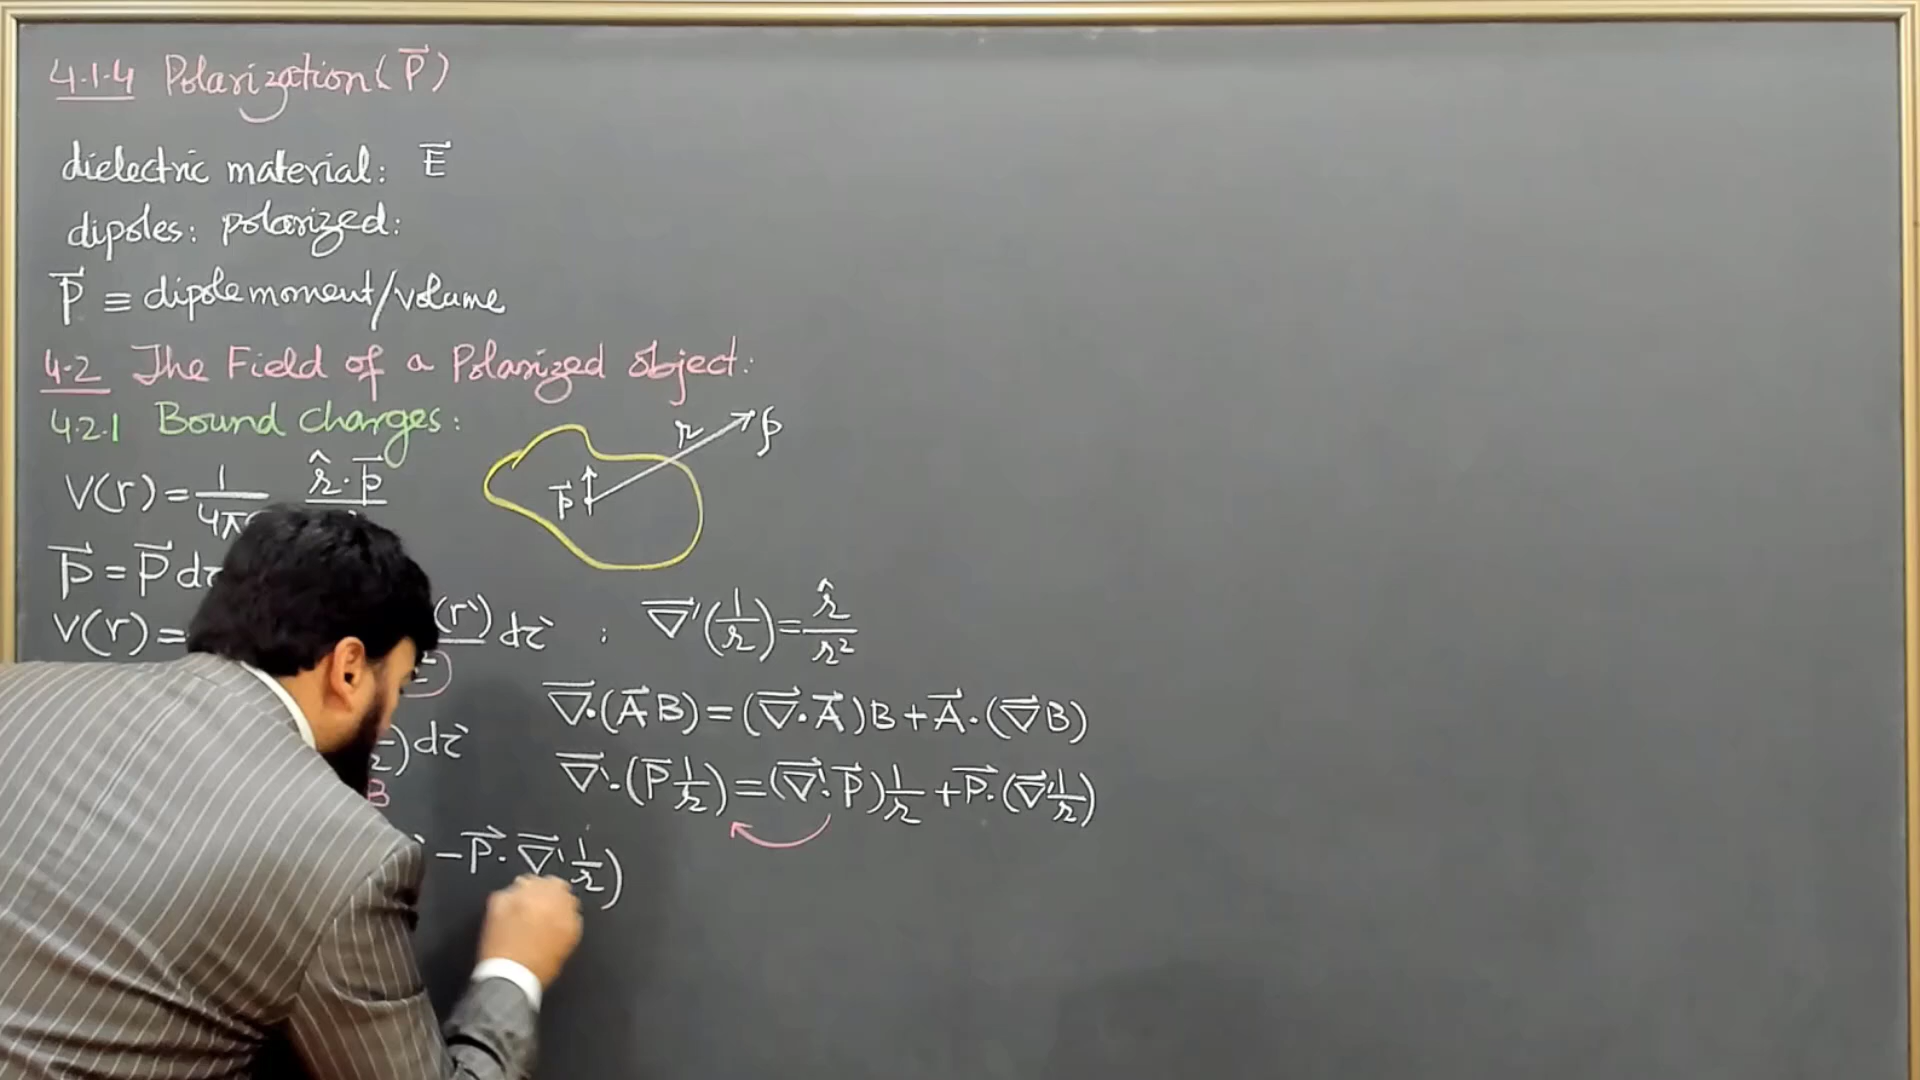 4.1.4 Polarization (P⃗)
dielectric material: E⃗
dipoles: polarized:
P⃗ ≡ dipole moment/volume
4.2 The Field of a Polarized object:
4.2.1 Bound charges:
r p
p⃗
V(r) = 1/4π r̂·p⃗
p⃗ = P⃗ dτ
V(r) = (r') dτ' : ∇⃗'(1/r) = r̂/r²
∇⃗·(A⃗ B) = (∇⃗·A⃗)B + A⃗·(∇⃗B)
) dτ'
∇⃗'·(P⃗ 1/r) = (∇⃗'·P⃗) 1/r + P⃗·(∇⃗' 1/r)
B
- P⃗·∇⃗' 1/r)